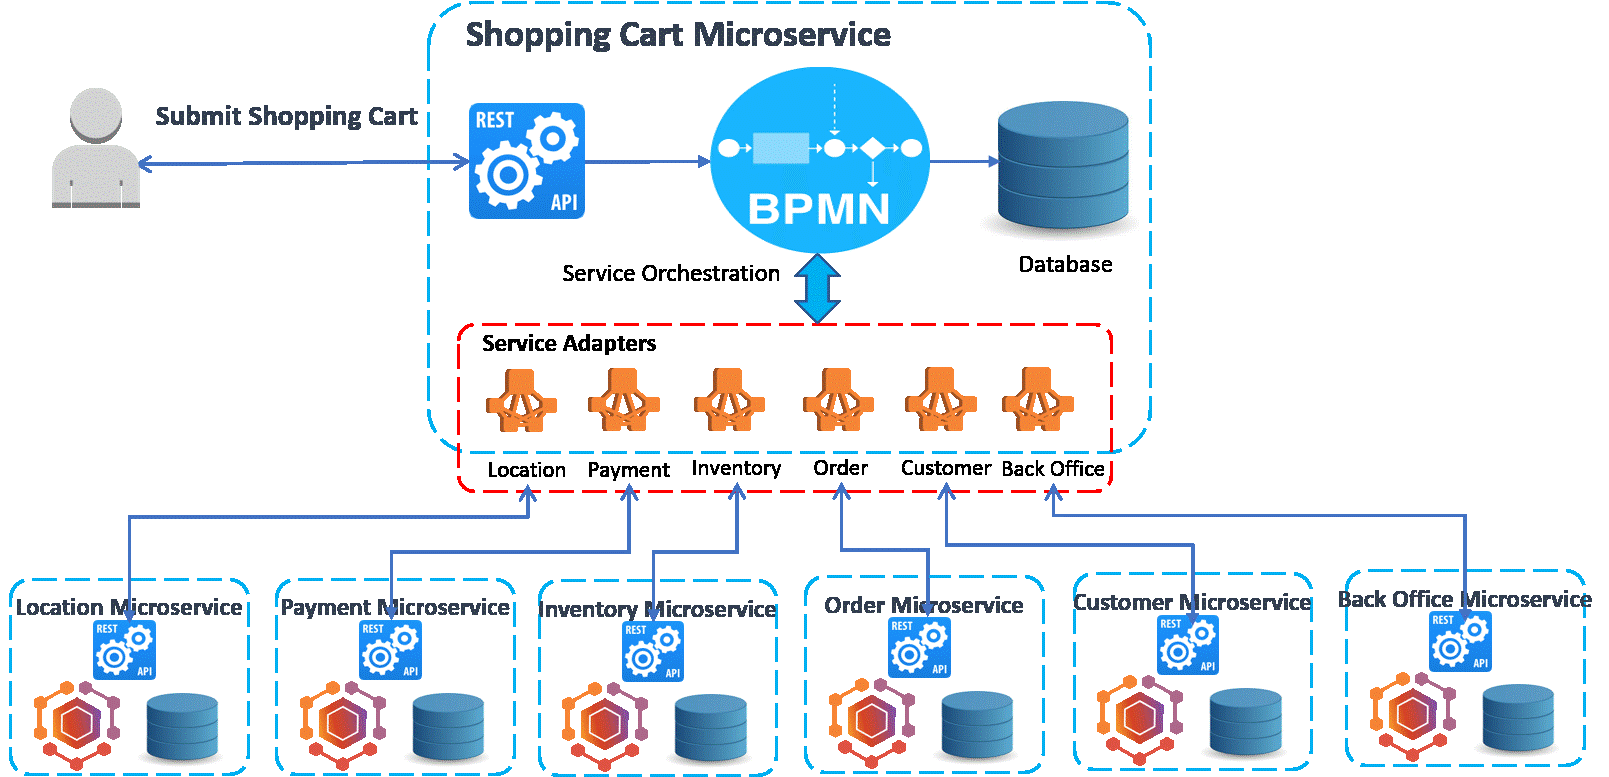 Shopping Cart Microservice
Submit Shopping Cart
REST
API
BPMN
Database
Service Orchestration
Service Adapters
Location
Payment
Inventory
Order
Customer
Back Office
Location Microservice
REST
API
Payment Microservice
REST
API
Inventory Microservice
REST
API
Order Microservice
REST
API
Customer Microservice
REST
API
Back Office Microservice
REST
API